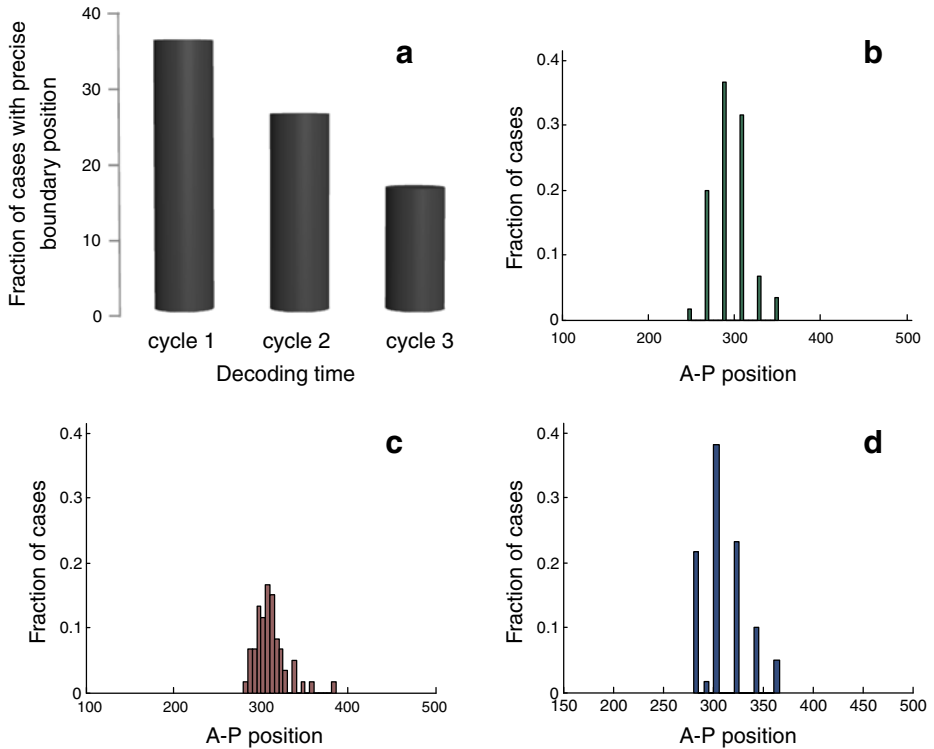 Fraction of cases with precise
boundary position
40
30
20
10
0
cycle 1 cycle 2 cycle 3
Decoding time
a
Fraction of cases
0.4
0.3
0.2
0.1
0
100 200 300 400 500
A-P position
b
Fraction of cases
0.4
0.3
0.2
0.1
0
100 200 300 400 500
A-P position
c
Fraction of cases
0.4
0.3
0.2
0.1
0
150 200 250 300 350 400 450 500
A-P position
d